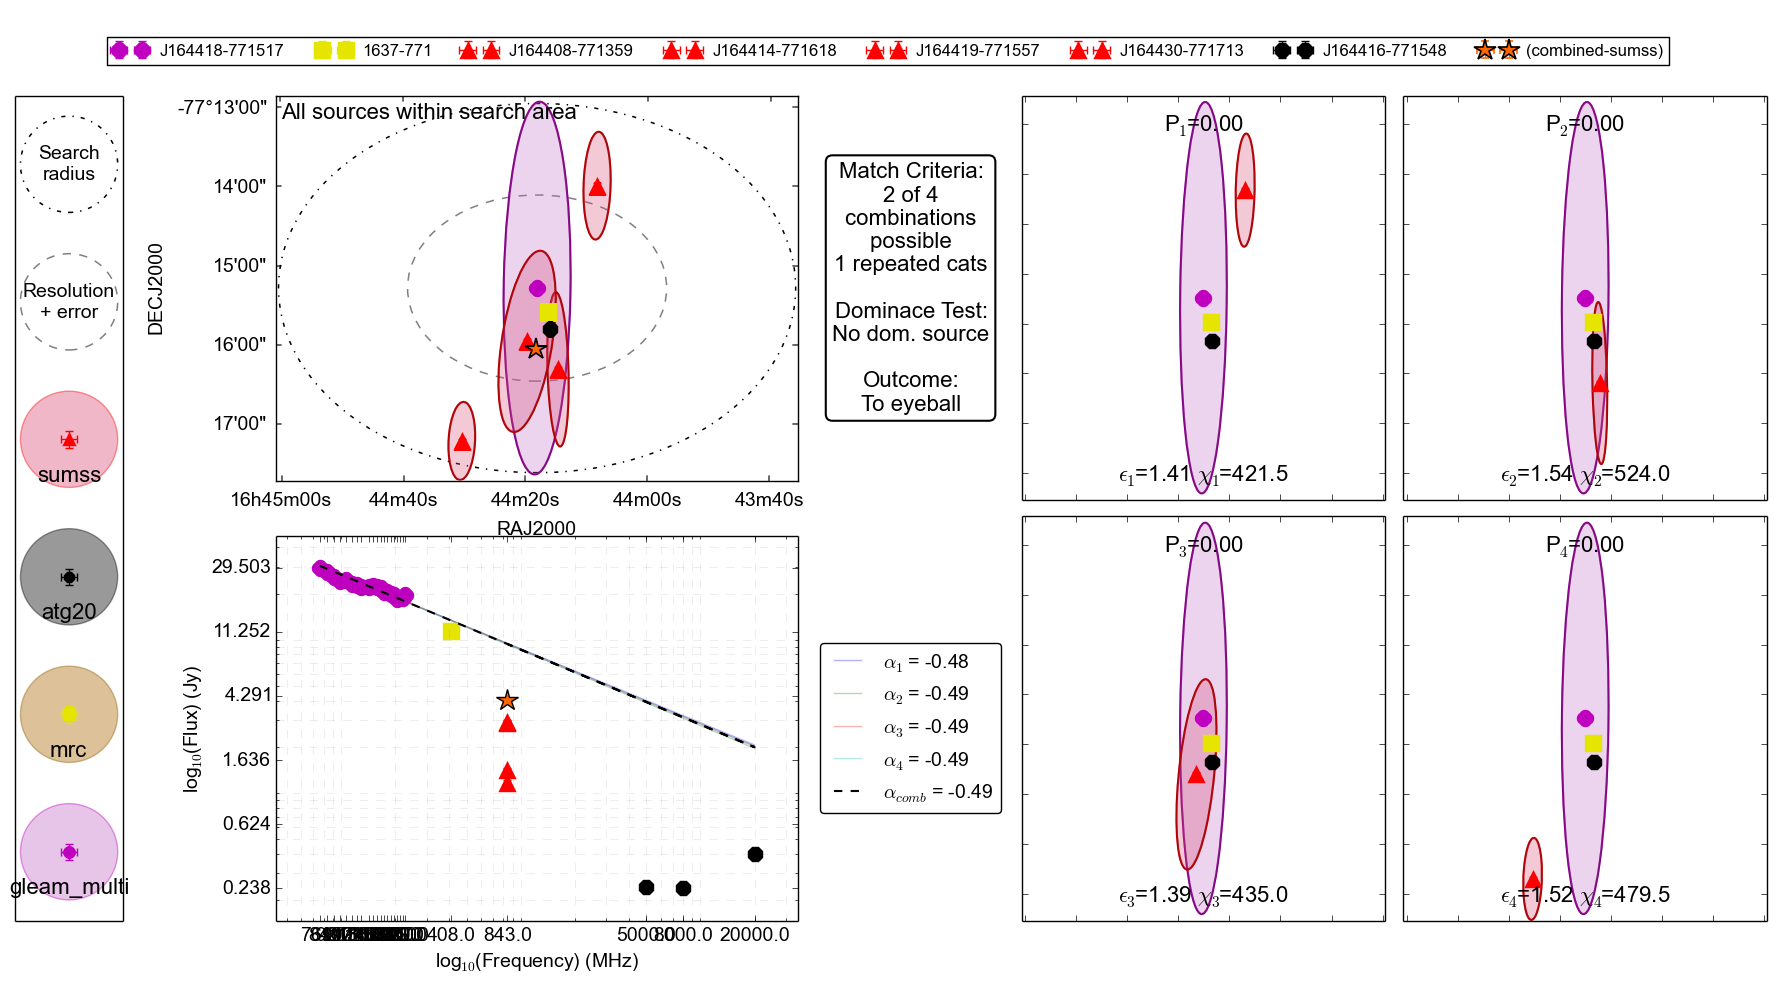 J164418-771517 1637-771 J164408-771359 J164414-771618 J164419-771557 J164430-771713 J164416-771548 (combined-sumss)
Search
radius
Resolution
+ error
sumss
atg20
mrc
gleam_multi
All sources within search area
-77°13'00"
14'00"
15'00"
16'00"
17'00"
DECJ2000
16h45m00s 44m40s 44m20s 44m00s 43m40s
RAJ2000
Match Criteria:
2 of 4
combinations
possible
1 repeated cats
Dominace Test:
No dom. source
Outcome:
To eyeball
P1=0.00
ϵ1=1.41 χ1=421.5
P2=0.00
ϵ2=1.54 χ2=524.0
29.503
11.252
4.291
1.636
0.624
0.238
log10(Flux) (Jy)
408.0 843.0 5000.0 8000.0 20000.0
log10(Frequency) (MHz)
α1 = -0.48
α2 = -0.49
α3 = -0.49
α4 = -0.49
αcomb = -0.49
P3=0.00
ϵ3=1.39 χ3=435.0
P4=0.00
ϵ4=1.52 χ4=479.5